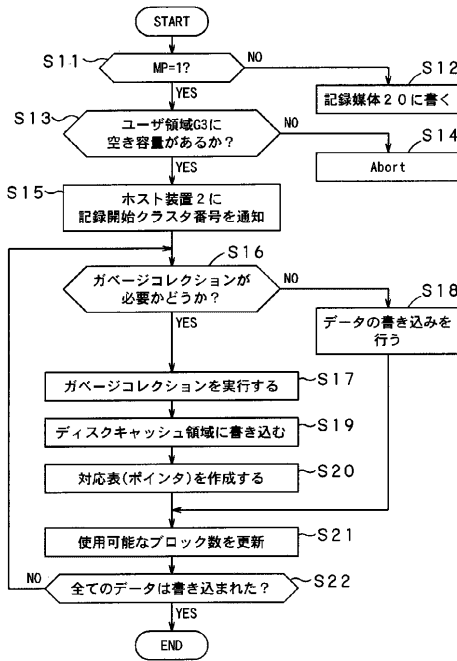 START
S11
MP=1?
NO
S12
記録媒体20に書く
YES
S13
ユーザ領域G3に
空き容量があるか?
NO
S14
Abort
YES
S15
ホスト装置2に
記録開始クラスタ番号を通知
S16
ガベージコレクションが
必要かどうか?
NO
S18
データの書き込みを
行う
YES
ガベージコレクションを実行する
S17
ディスクキャッシュ領域に書き込む
S19
対応表(ポインタ)を作成する
S20
使用可能なブロック数を更新
S21
NO
全てのデータは書き込まれた?
S22
YES
END